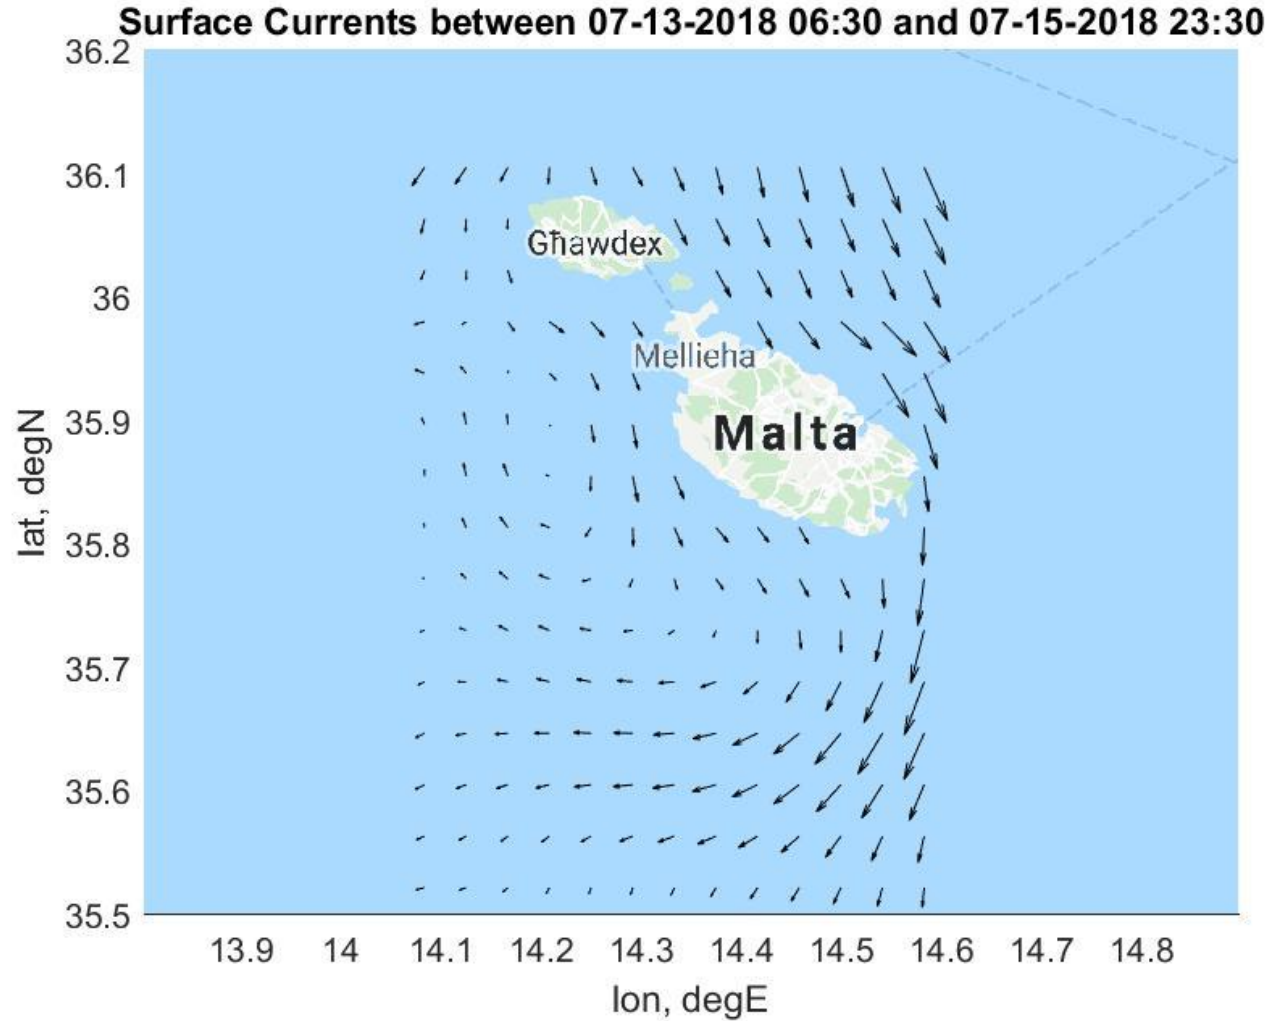 Surface Currents between 07-13-2018 06:30 and 07-15-2018 23:30
36.2
36.1
36
35.9
35.8
35.7
35.6
35.5
lat, degN
Għawdex
Mellieħa
Malta
13.9 14 14.1 14.2 14.3 14.4 14.5 14.6 14.7 14.8
lon, degE